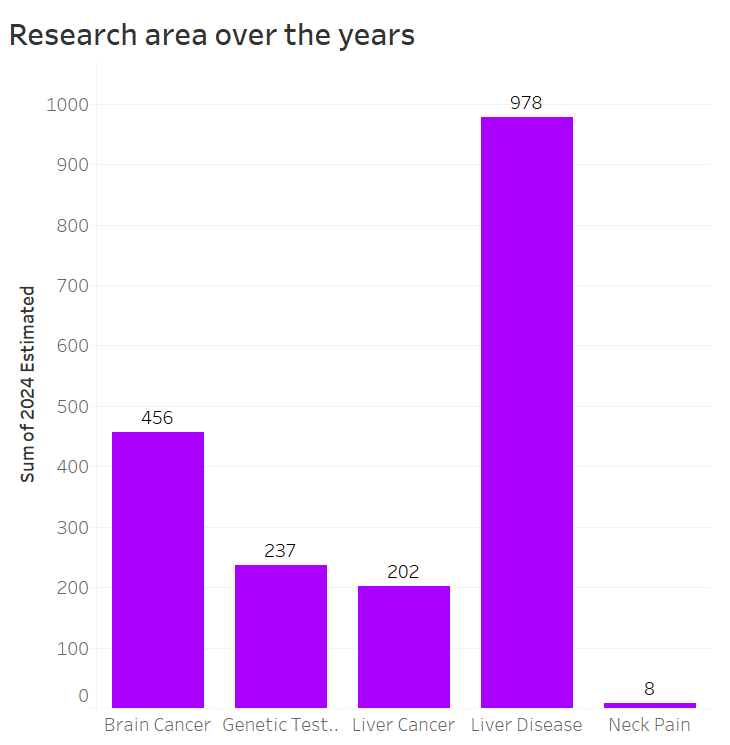 Research area over the years
Sum of 2024 Estimated
1000
900
800
700
600
500
400
300
200
100
0
456
237
202
978
8
Brain Cancer
Genetic Test..
Liver Cancer
Liver Disease
Neck Pain